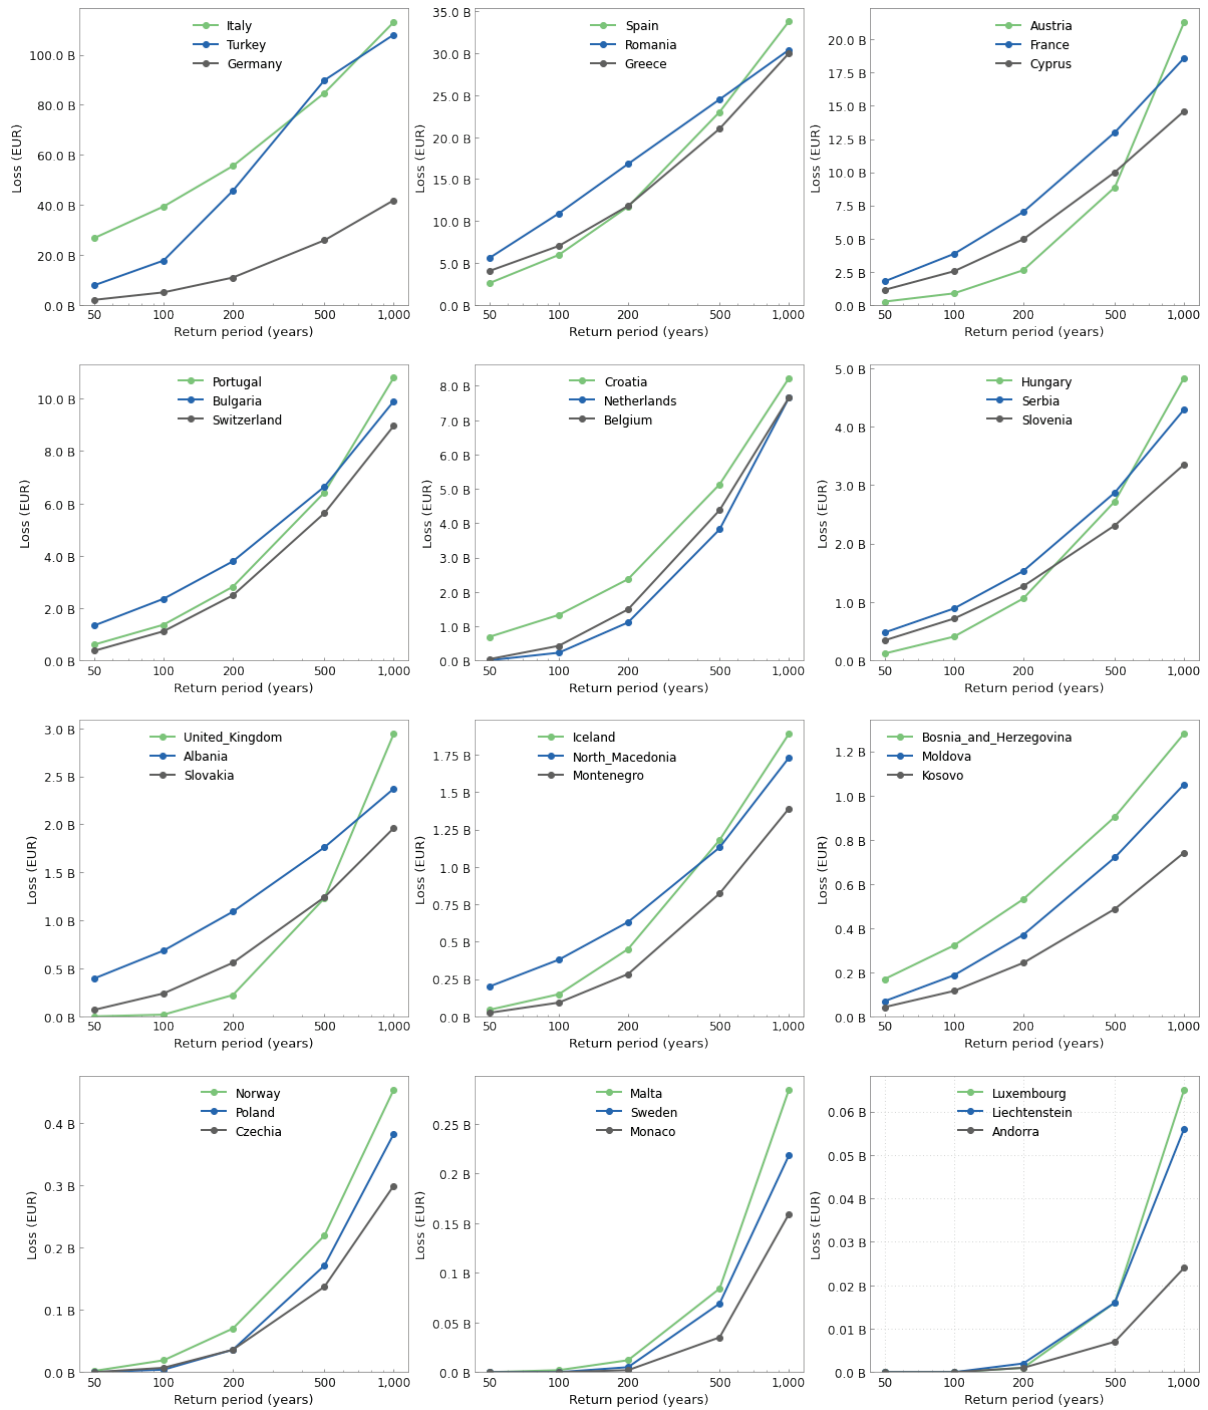 Italy
Turkey
Germany
100.0 B
80.0 B
60.0 B
40.0 B
20.0 B
0.0 B
Loss (EUR)
50 100 200 500 1,000
Return period (years)
Spain
Romania
Greece
35.0 B
30.0 B
25.0 B
20.0 B
15.0 B
10.0 B
5.0 B
0.0 B
Loss (EUR)
50 100 200 500 1,000
Return period (years)
Austria
France
Cyprus
20.0 B
17.5 B
15.0 B
12.5 B
10.0 B
7.5 B
5.0 B
2.5 B
0.0 B
Loss (EUR)
50 100 200 500 1,000
Return period (years)
Portugal
Bulgaria
Switzerland
10.0 B
8.0 B
6.0 B
4.0 B
2.0 B
0.0 B
Loss (EUR)
50 100 200 500 1,000
Return period (years)
Croatia
Netherlands
Belgium
8.0 B
7.0 B
6.0 B
5.0 B
4.0 B
3.0 B
2.0 B
1.0 B
0.0 B
Loss (EUR)
50 100 200 500 1,000
Return period (years)
Hungary
Serbia
Slovenia
5.0 B
4.0 B
3.0 B
2.0 B
1.0 B
0.0 B
Loss (EUR)
50 100 200 500 1,000
Return period (years)
United_Kingdom
Albania
Slovakia
3.0 B
2.5 B
2.0 B
1.5 B
1.0 B
0.5 B
0.0 B
Loss (EUR)
50 100 200 500 1,000
Return period (years)
Iceland
North_Macedonia
Montenegro
1.75 B
1.5 B
1.25 B
1.0 B
0.75 B
0.5 B
0.25 B
0.0 B
Loss (EUR)
50 100 200 500 1,000
Return period (years)
Bosnia_and_Herzegovina
Moldova
Kosovo
1.2 B
1.0 B
0.8 B
0.6 B
0.4 B
0.2 B
0.0 B
Loss (EUR)
50 100 200 500 1,000
Return period (years)
Norway
Poland
Czechia
0.4 B
0.3 B
0.2 B
0.1 B
0.0 B
Loss (EUR)
50 100 200 500 1,000
Return period (years)
Malta
Sweden
Monaco
0.25 B
0.2 B
0.15 B
0.1 B
0.05 B
0.0 B
Loss (EUR)
50 100 200 500 1,000
Return period (years)
Luxembourg
Liechtenstein
Andorra
0.06 B
0.05 B
0.04 B
0.03 B
0.02 B
0.01 B
0.0 B
Loss (EUR)
50 100 200 500 1,000
Return period (years)